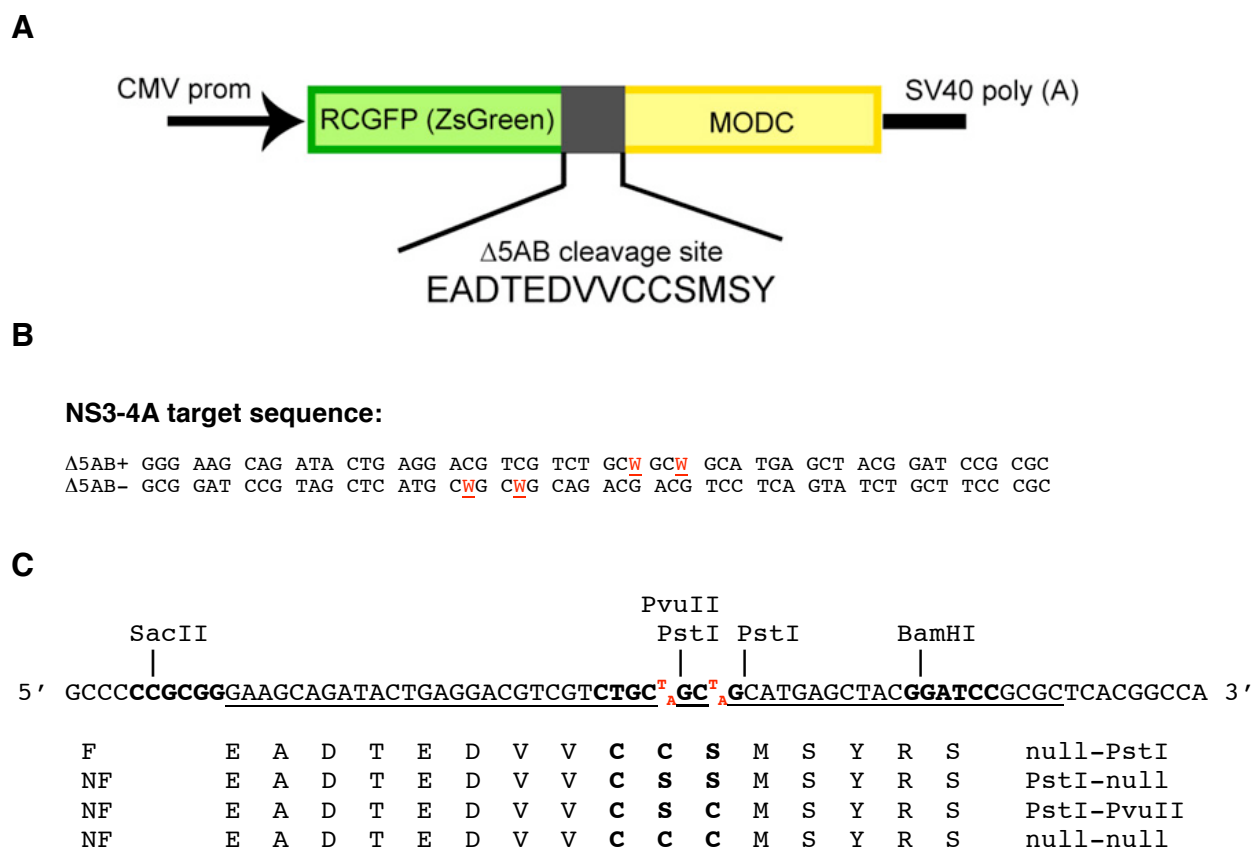 A
CMV prom
RCGFP (ZsGreen)
MODC
SV40 poly (A)
Δ5AB cleavage site
EADTEDVVCCSMSY
B
NS3-4A target sequence:
Δ5AB+ GGG AAG CAG ATA CTG AGG ACG TCG TCT GCW GCW GCA TGA GCT ACG GAT CCG CGC
Δ5AB- GCG GAT CCG TAG CTC ATG CWG CWG CAG ACG ACG TCC TCA GTA TCT GCT TCC CGC
C
PvuII
SacII PstI PstI BamHI
5′ GCCCCCGCGGGAAGCAGATACTGAGGACGTCGTCTGCTAGCTAGCATGAGCTACGGATCCGCGCTCACGGCCA 3′
F E A D T E D V V C C S M S Y R S null-PstI
NF E A D T E D V V C S S M S Y R S PstI-null
NF E A D T E D V V C S C M S Y R S PstI-PvuII
NF E A D T E D V V C C C M S Y R S null-null